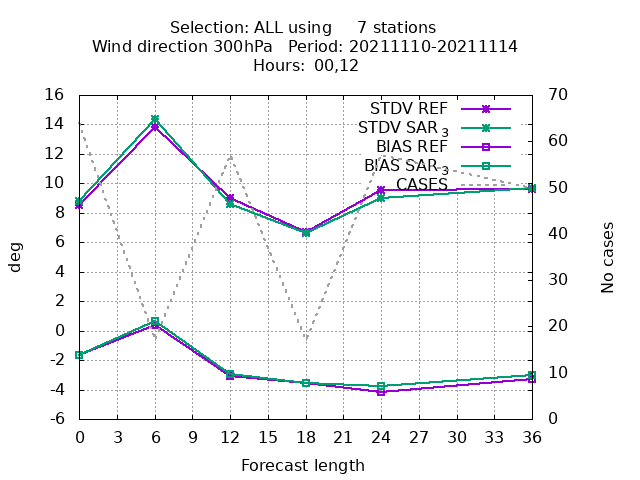 Selection: ALL using     7 stations
Wind direction 300hPa   Period: 20211110-20211114
Hours:  00,12
STDV REF
STDV SAR_3
BIAS REF
BIAS SAR_3
CASES
16
14
12
10
8
6
4
2
0
-2
-4
-6
deg
70
60
50
40
30
20
10
0
No cases
0 3 6 9 12 15 18 21 24 27 30 33 36
Forecast length